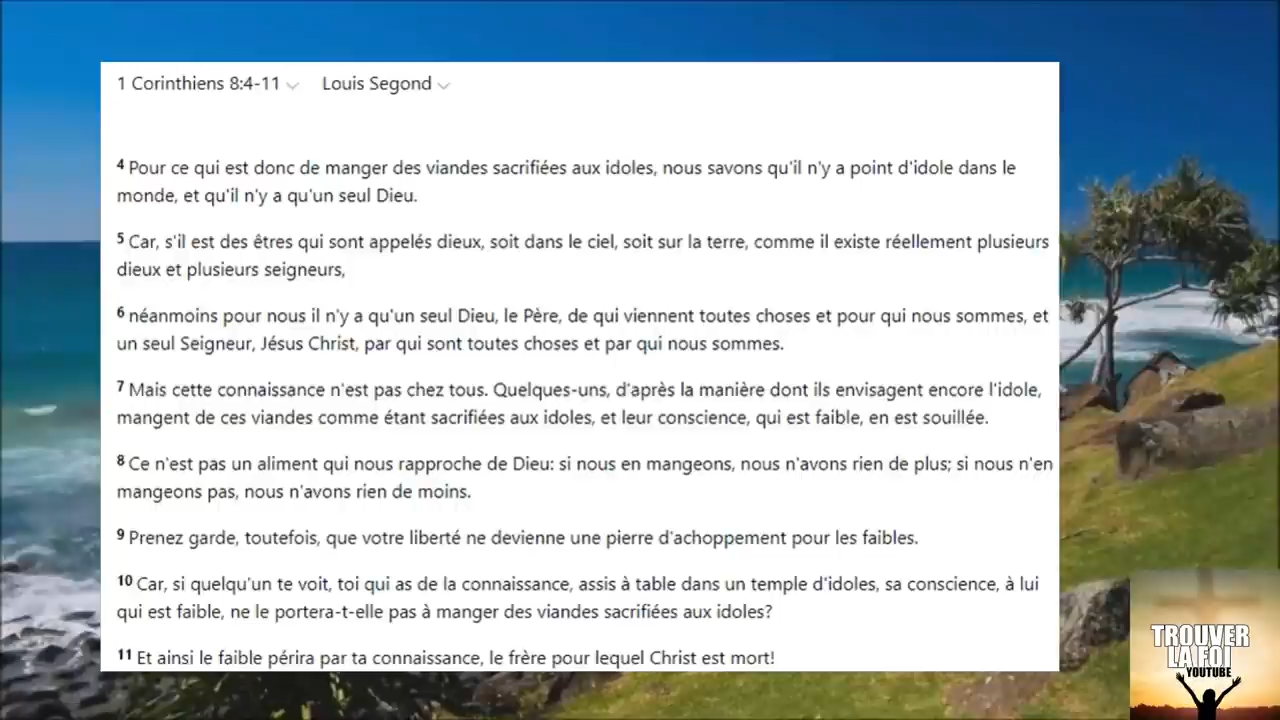 1 Corinthiens 8:4-11 Louis Segond
4 Pour ce qui est donc de manger des viandes sacrifiées aux idoles, nous savons qu'il n'y a point d'idole dans le
monde, et qu'il n'y a qu'un seul Dieu.
5 Car, s'il est des êtres qui sont appelés dieux, soit dans le ciel, soit sur la terre, comme il existe réellement plusieurs
dieux et plusieurs seigneurs,
6 néanmoins pour nous il n'y a qu'un seul Dieu, le Père, de qui viennent toutes choses et pour qui nous sommes, et
un seul Seigneur, Jésus Christ, par qui sont toutes choses et par qui nous sommes.
7 Mais cette connaissance n'est pas chez tous. Quelques-uns, d'après la manière dont ils envisagent encore l'idole,
mangent de ces viandes comme étant sacrifiées aux idoles, et leur conscience, qui est faible, en est souillée.
8 Ce n'est pas un aliment qui nous rapproche de Dieu: si nous en mangeons, nous n'avons rien de plus; si nous n'en
mangeons pas, nous n'avons rien de moins.
9 Prenez garde, toutefois, que votre liberté ne devienne une pierre d'achoppement pour les faibles.
10 Car, si quelqu'un te voit, toi qui as de la connaissance, assis à table dans un temple d'idoles, sa conscience, à lui
qui est faible, ne le portera-t-elle pas à manger des viandes sacrifiées aux idoles?
11 Et ainsi le faible périra par ta connaissance, le frère pour lequel Christ est mort!
TROUVER
LA FOI
YOUTUBE